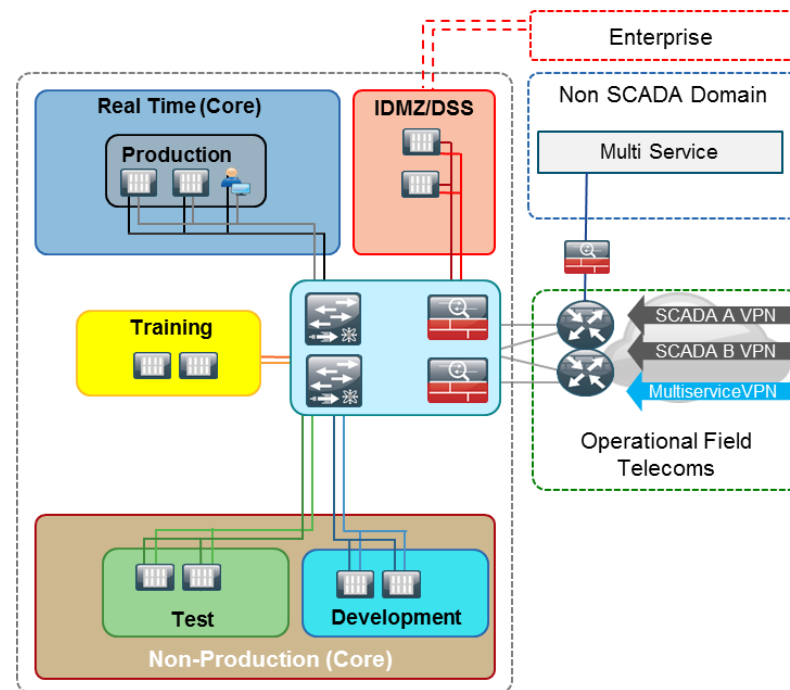 Enterprise
Real Time (Core)
IDMZ/DSS
Non SCADA Domain
Production
Multi Service
Training
SCADA A VPN
SCADA B VPN
MultiserviceVPN
Operational Field
Telecoms
Test
Development
Non-Production (Core)